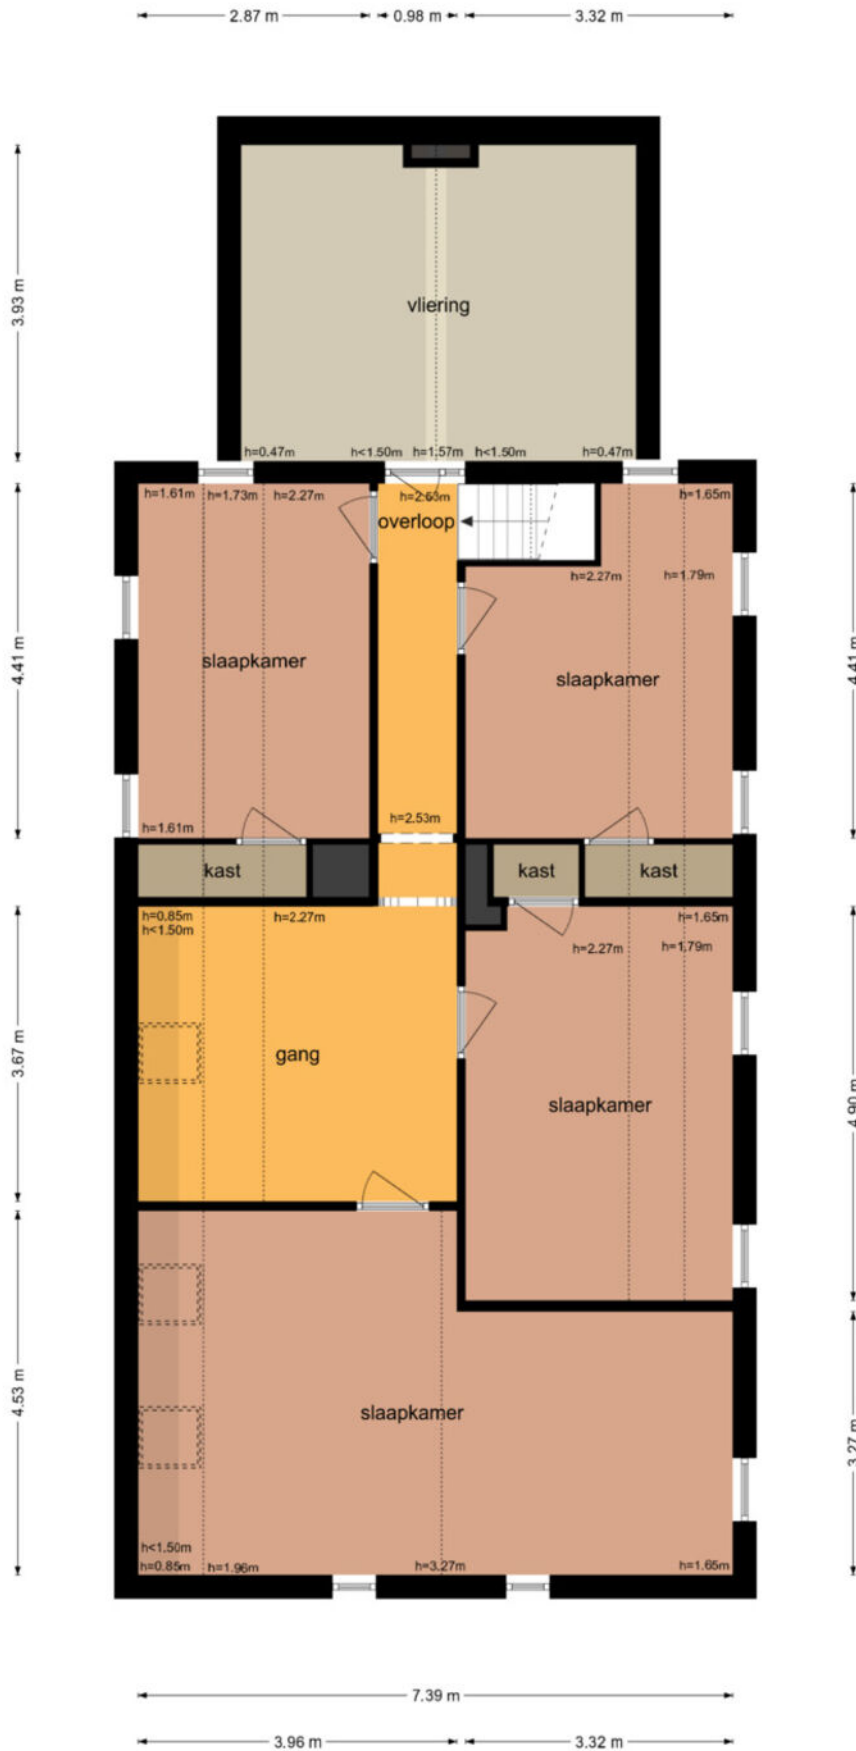 2.87 m
0.98 m
3.32 m
3.93 m
vliering
h=0.47m
h<1.50m
h=1.57m
h<1.50m
h=0.47m
h=1.61m
h=1.73m
h=2.27m
h=2.63m
h=1.65m
overloop
h=2.27m
h=1.79m
4.41 m
4.41 m
slaapkamer
slaapkamer
h=2.53m
h=1.61m
kast
kast
kast
h=0.85m
h=2.27m
h=1.65m
h<1.50m
h=2.27m
h=1.79m
3.67 m
gang
4.90 m
slaapkamer
4.53 m
slaapkamer
3.27 m
h<1.50m
h=0.85m
h=1.96m
h=3.27m
h=1.65m
7.39 m
3.96 m
3.32 m